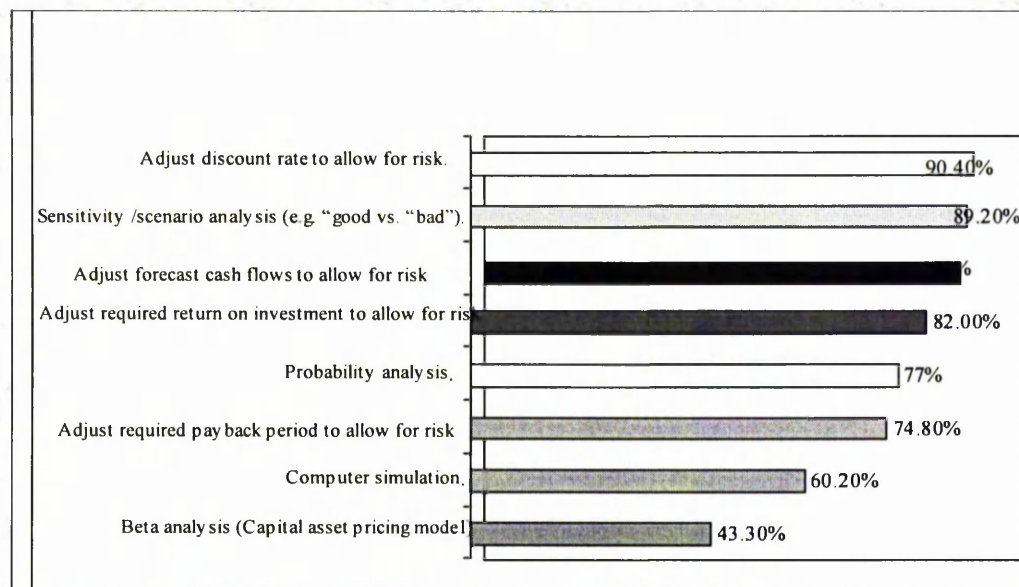 Adjust discount rate to allow for risk. 90.40%
Sensitivity /scenario analysis (e.g. “good vs. “bad”). 89.20%
Adjust forecast cash flows to allow for risk %
Adjust required return on investment to allow for risk 82.00%
Probability analysis. 77%
Adjust required pay back period to allow for risk 74.80%
Computer simulation. 60.20%
Beta analysis (Capital asset pricing model) 43.30%